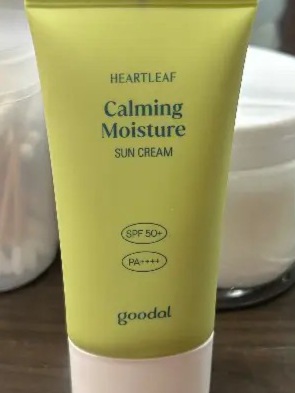 HEARTLEAF
Calming
Moisture
SUN CREAM
SPF 50+
PA++++
goodal